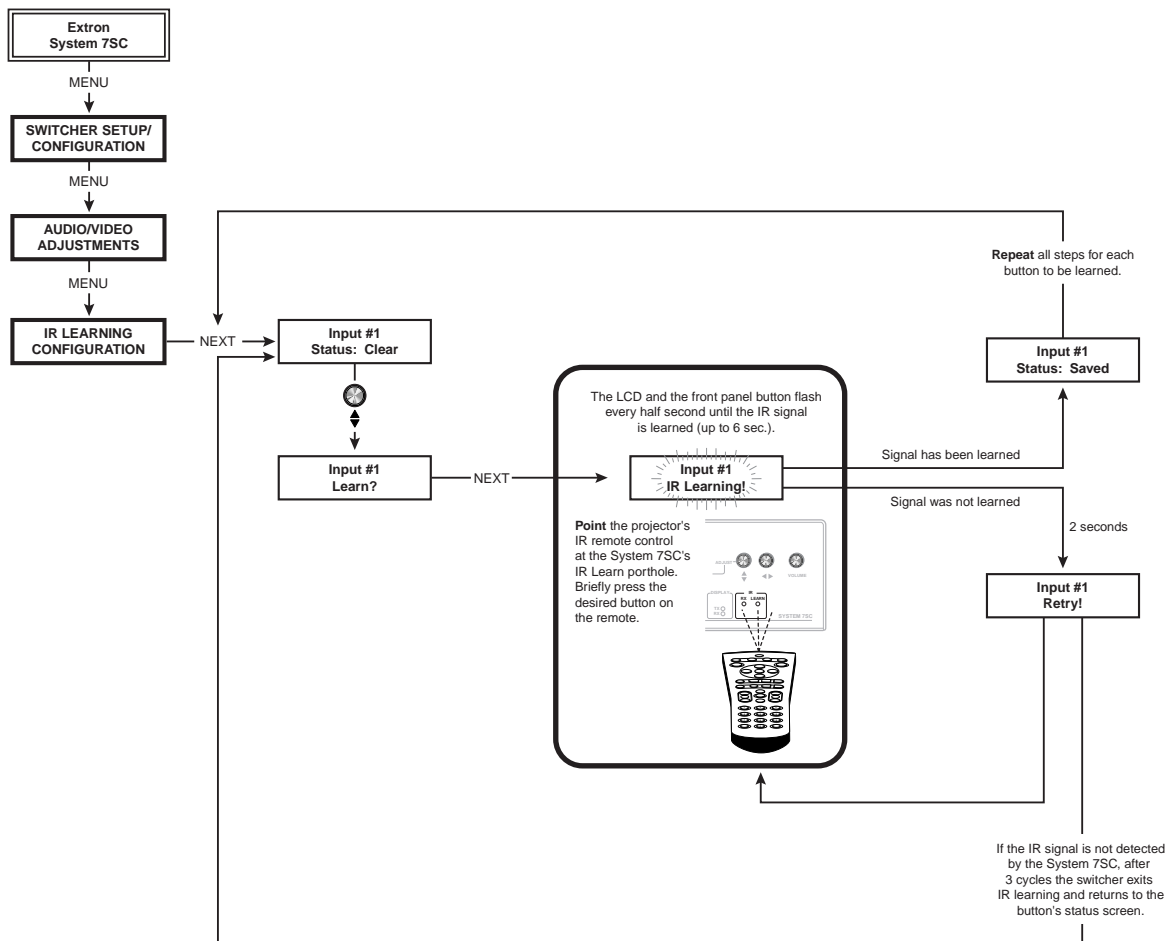 Extron
System 7SC
MENU
SWITCHER SETUP/
CONFIGURATION
MENU
AUDIO/VIDEO
ADJUSTMENTS
MENU
IR LEARNING
CONFIGURATION
NEXT
Input #1
Status: Clear
Input #1
Learn?
NEXT
The LCD and the front panel button flash
every half second until the IR signal
is learned (up to 6 sec.).
Input #1
IR Learning!
Point the projector's
IR remote control
at the System 7SC's
IR Learn porthole.
Briefly press the
desired button on
the remote.
ADJUST
VOLUME
DISPLAY
IR
RX LEARN
TX
RX
SYSTEM 7SC
Signal has been learned
Signal was not learned
Repeat all steps for each
button to be learned.
Input #1
Status: Saved
2 seconds
Input #1
Retry!
If the IR signal is not detected
by the System 7SC, after
3 cycles the switcher exits
IR learning and returns to the
button's status screen.